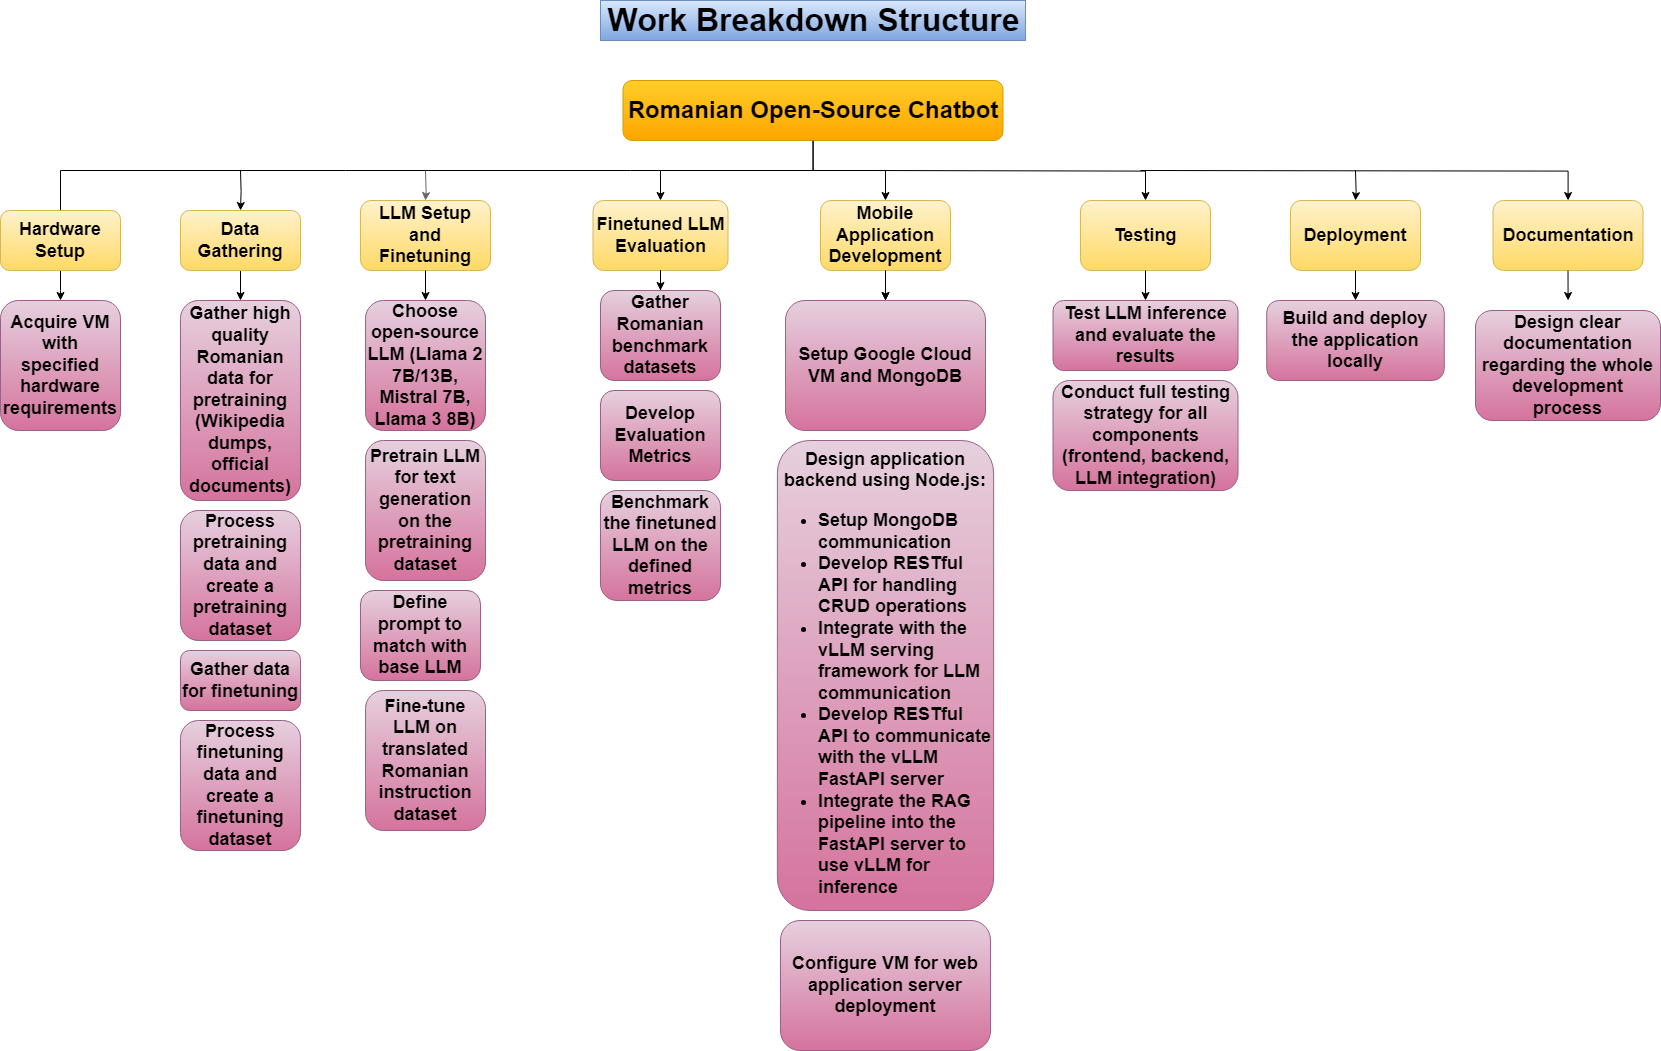 Work Breakdown Structure
Romanian Open-Source Chatbot
Hardware
Setup
Acquire VM
with
specified
hardware
requirements
Data
Gathering
Gather high
quality
Romanian
data for
pretraining
(Wikipedia
dumps,
official
documents)
Process
pretraining
data and
create a
pretraining
dataset
Gather data
for finetuning
Process
finetuning
data and
create a
finetuning
dataset
LLM Setup
and
Finetuning
Choose
open-source
LLM (Llama 2
7B/13B,
Mistral 7B,
Llama 3 8B)
Pretrain LLM
for text
generation
on the
pretraining
dataset
Define
prompt to
match with
base LLM
Fine-tune
LLM on
translated
Romanian
instruction
dataset
Finetuned LLM
Evaluation
Gather
Romanian
benchmark
datasets
Develop
Evaluation
Metrics
Benchmark
the finetuned
LLM on the
defined
metrics
Mobile
Application
Development
Setup Google Cloud
VM and MongoDB
Design application
backend using Node.js:
• Setup MongoDB
communication
• Develop RESTful
API for handling
CRUD operations
• Integrate with the
vLLM serving
framework for LLM
communication
• Develop RESTful
API to communicate
with the vLLM
FastAPI server
• Integrate the RAG
pipeline into the
FastAPI server to
use vLLM for
inference
Configure VM for web
application server
deployment
Testing
Test LLM inference
and evaluate the
results
Conduct full testing
strategy for all
components
(frontend, backend,
LLM integration)
Deployment
Build and deploy
the application
locally
Documentation
Design clear
documentation
regarding the whole
development
process